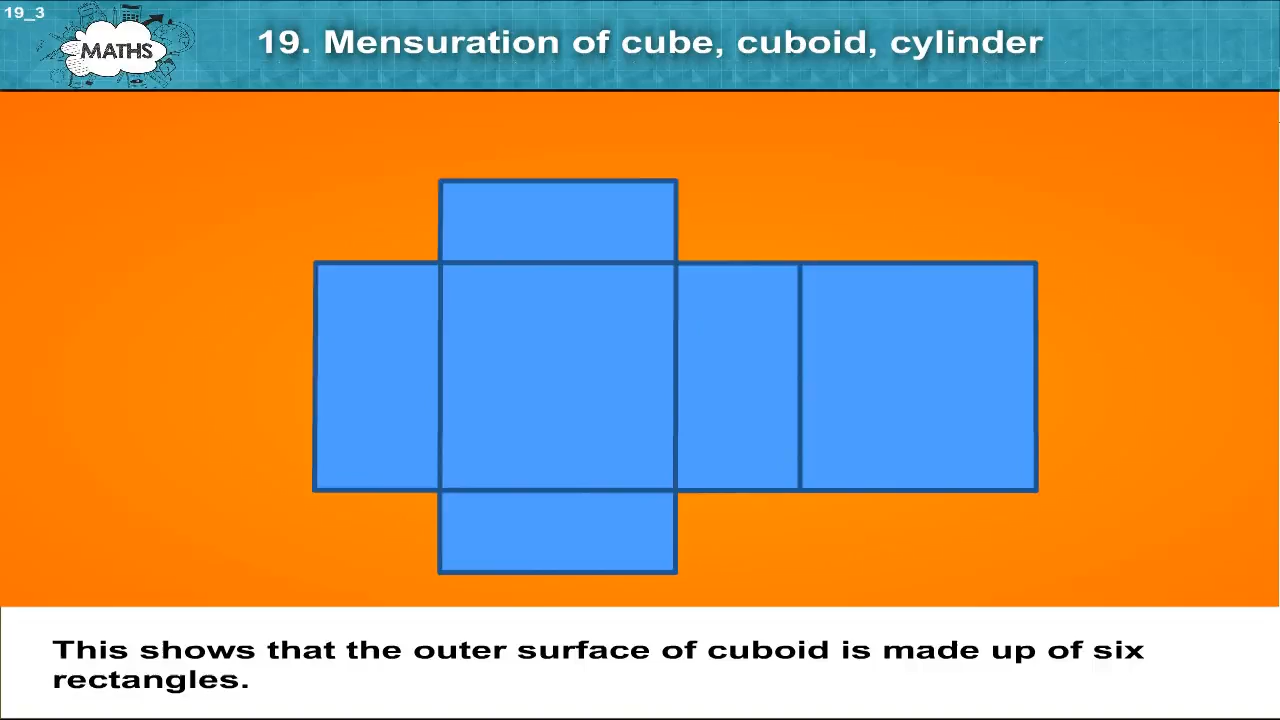 19_3
MATHS
19. Mensuration of cube, cuboid, cylinder
This shows that the outer surface of cuboid is made up of six
rectangles.